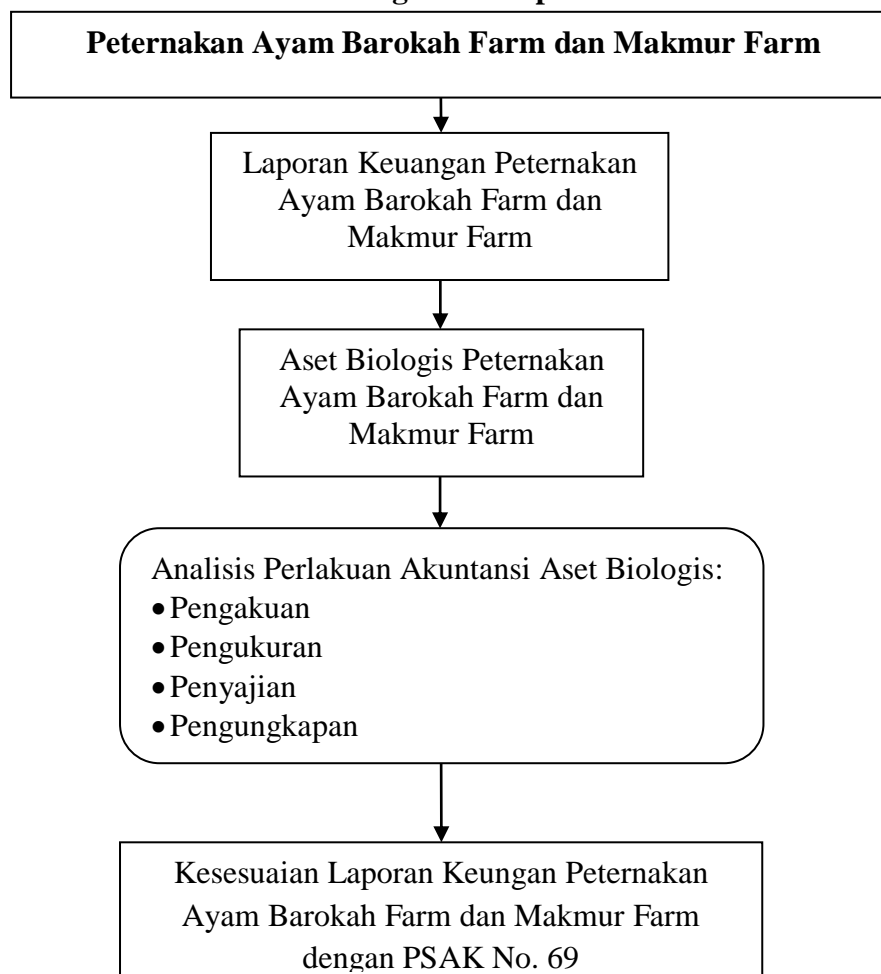 Peternakan Ayam Barokah Farm dan Makmur Farm
Laporan Keuangan Peternakan
Ayam Barokah Farm dan
Makmur Farm
Aset Biologis Peternakan
Ayam Barokah Farm dan
Makmur Farm
Analisis Perlakuan Akuntansi Aset Biologis:
•Pengakuan
•Pengukuran
•Penyajian
•Pengungkapan
Kesesuaian Laporan Keungan Peternakan
Ayam Barokah Farm dan Makmur Farm
dengan PSAK No. 69